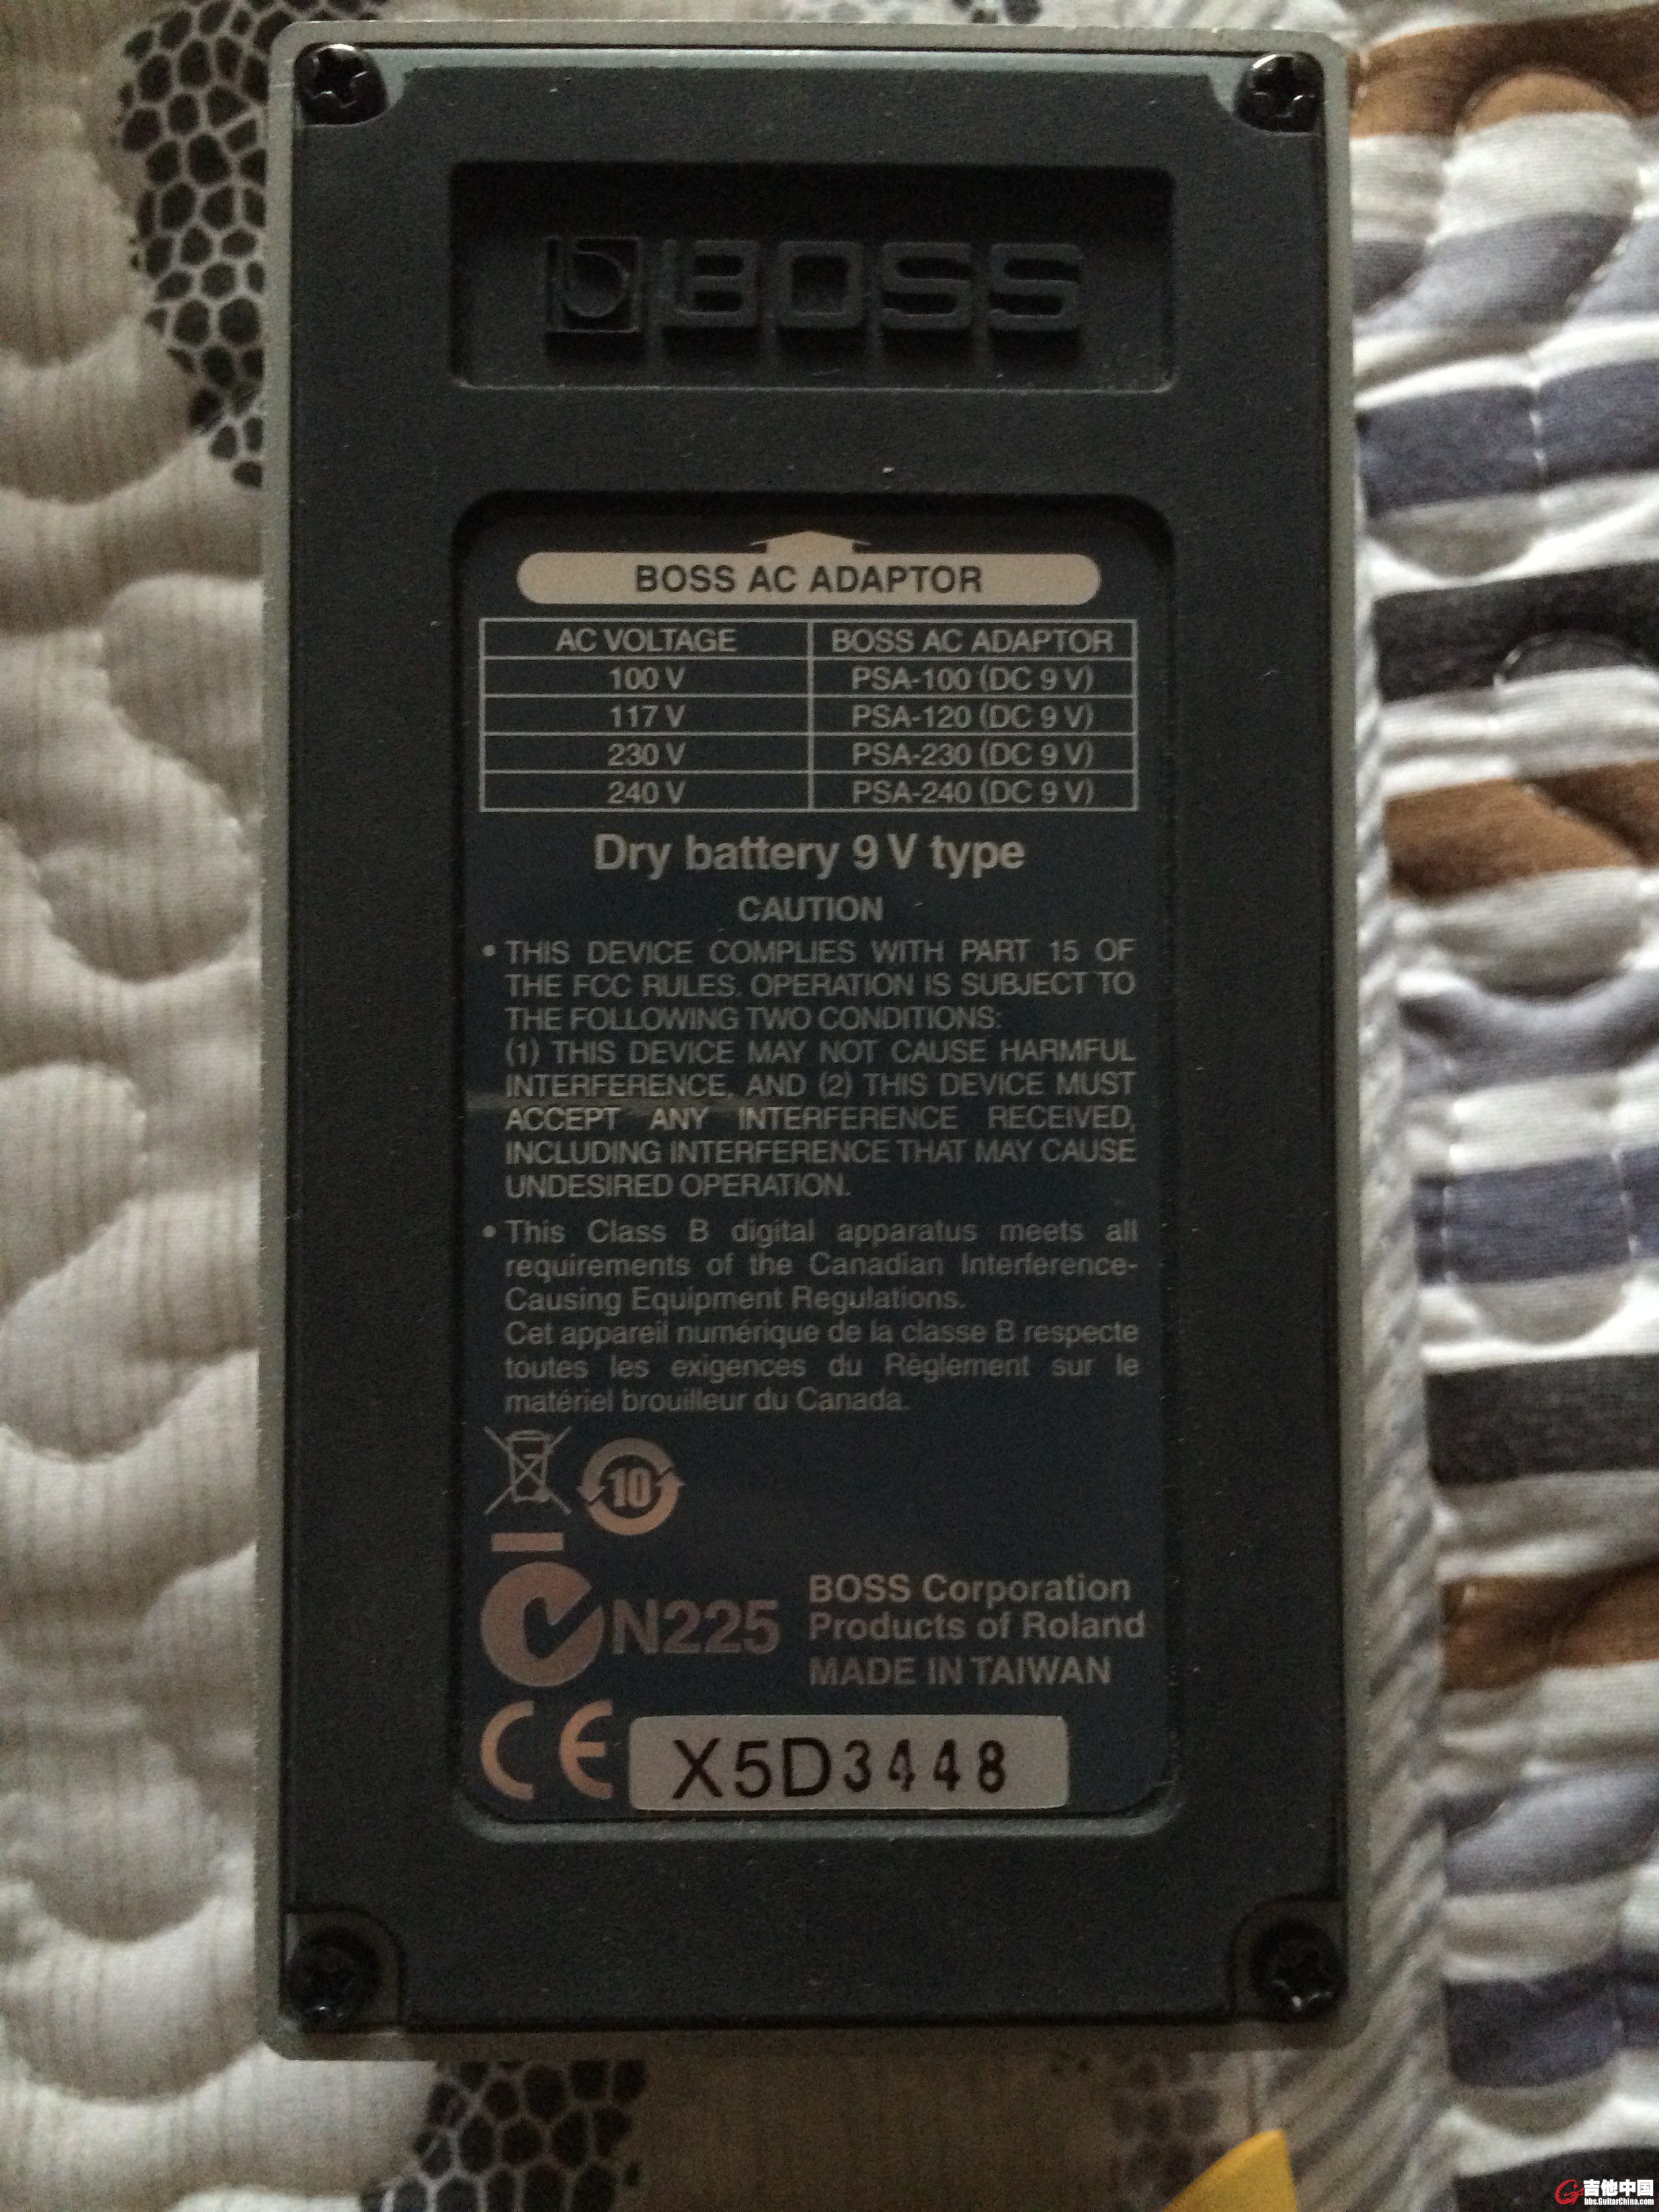 BOSS
BOSS AC ADAPTOR
AC VOLTAGE BOSS AC ADAPTOR
100 V PSA-100 (DC 9 V)
117 V PSA-120 (DC 9 V)
230 V PSA-230 (DC 9 V)
240 V PSA-240 (DC 9 V)
Dry battery 9 V type
CAUTION
• THIS DEVICE COMPLIES WITH PART 15 OF
THE FCC RULES. OPERATION IS SUBJECT TO
THE FOLLOWING TWO CONDITIONS:
(1) THIS DEVICE MAY NOT CAUSE HARMFUL
INTERFERENCE, AND (2) THIS DEVICE MUST
ACCEPT ANY INTERFERENCE RECEIVED,
INCLUDING INTERFERENCE THAT MAY CAUSE
UNDESIRED OPERATION.
• This Class B digital apparatus meets all
requirements of the Canadian Interference-
Causing Equipment Regulations.
Cet appareil numérique de la classe B respecte
toutes les exigences du Règlement sur le
matériel brouilleur du Canada.
10
N225
BOSS Corporation
Products of Roland
MADE IN TAIWAN
CE
X5D3448
吉他中国
bbs.GuitarChina.com